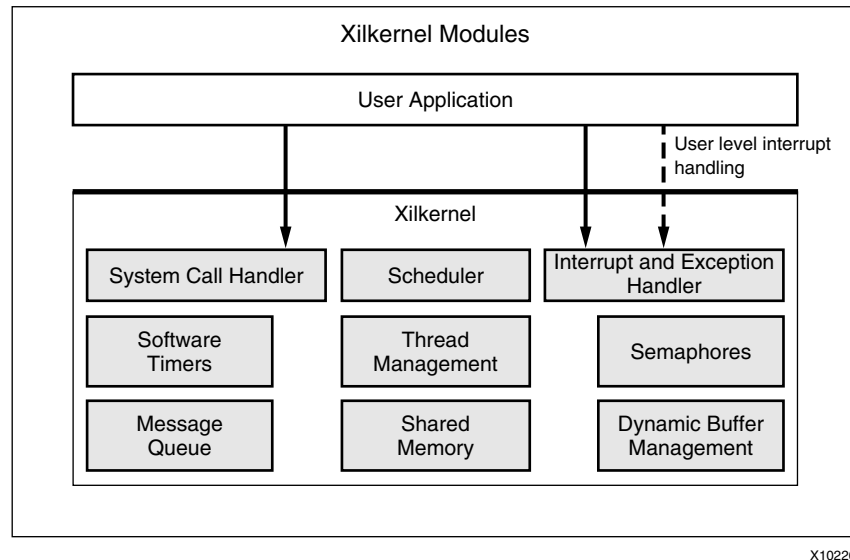 Xilkernel Modules
User Application
User level interrupt
handling
Xilkernel
System Call Handler
Scheduler
Interrupt and Exception
Handler
Software
Timers
Thread
Management
Semaphores
Message
Queue
Shared
Memory
Dynamic Buffer
Management